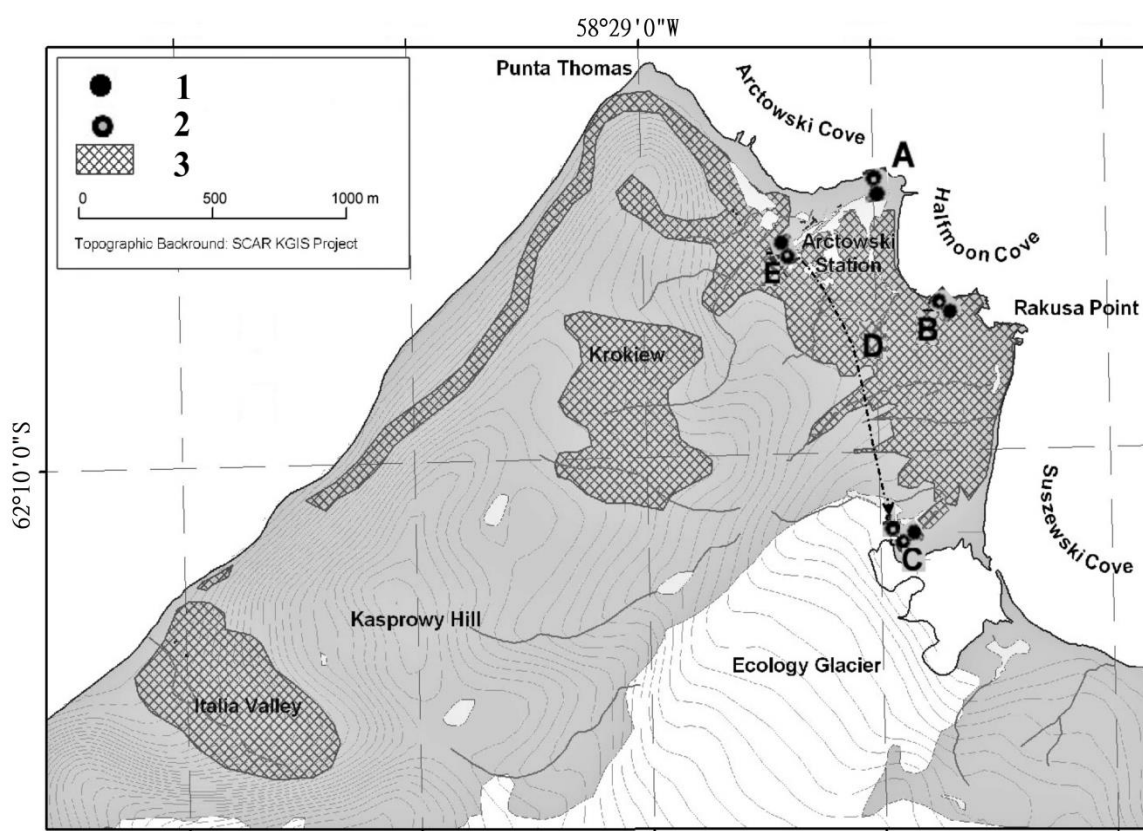 58°29'0"W
1
2
3
0 500 1000 m
Topographic Backround: SCAR KGIS Project
Punta Thomas
Arctowski Cove
A
Halfmoon Cove
Arctowski
Station
E
B
Rakusa Point
D
Krokiew
62°10'0"S
Suszewski Cove
C
Kasprowy Hill
Ecology Glacier
Italia Valley